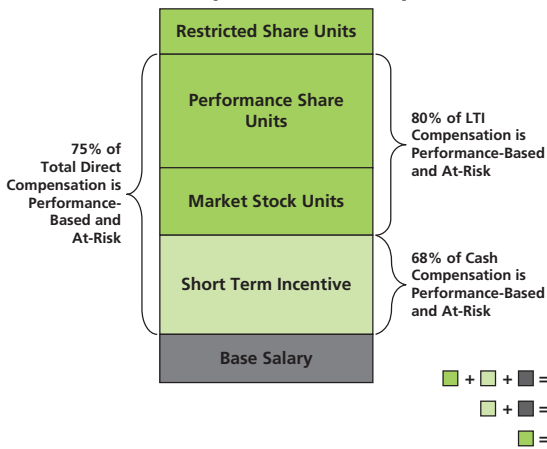 Restricted Share Units
Performance Share
Units
Market Stock Units
Short Term Incentive
Base Salary
75% of
Total Direct
Compensation is
Performance-
Based and
At-Risk
80% of LTI
Compensation is
Performance-Based
and At-Risk
68% of Cash
Compensation is
Performance-Based
and At-Risk
+ + =
+ =
=